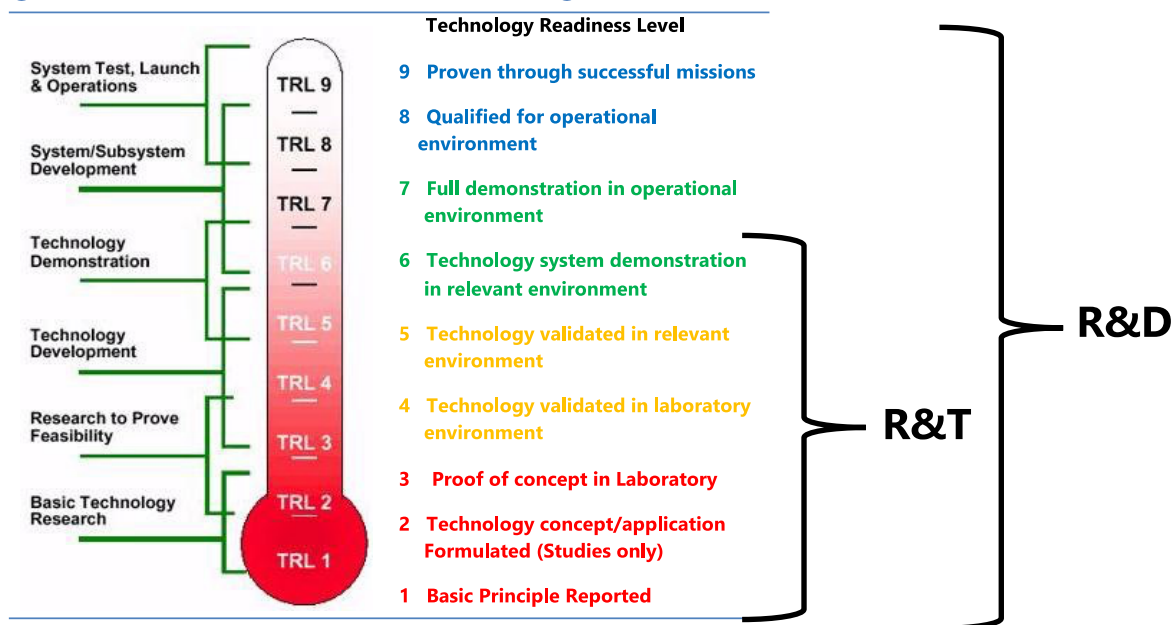 Technology Readiness Level
System Test, Launch
& Operations
System/Subsystem
Development
Technology
Demonstration
Technology
Development
Research to Prove
Feasibility
Basic Technology
Research
TRL 9
TRL 8
TRL 7
TRL 6
TRL 5
TRL 4
TRL 3
TRL 2
TRL 1
9 Proven through successful missions
8 Qualified for operational
environment
7 Full demonstration in operational
environment
6 Technology system demonstration
in relevant environment
5 Technology validated in relevant
environment
4 Technology validated in laboratory
environment
3 Proof of concept in Laboratory
2 Technology concept/application
Formulated (Studies only)
1 Basic Principle Reported
R&T
R&D